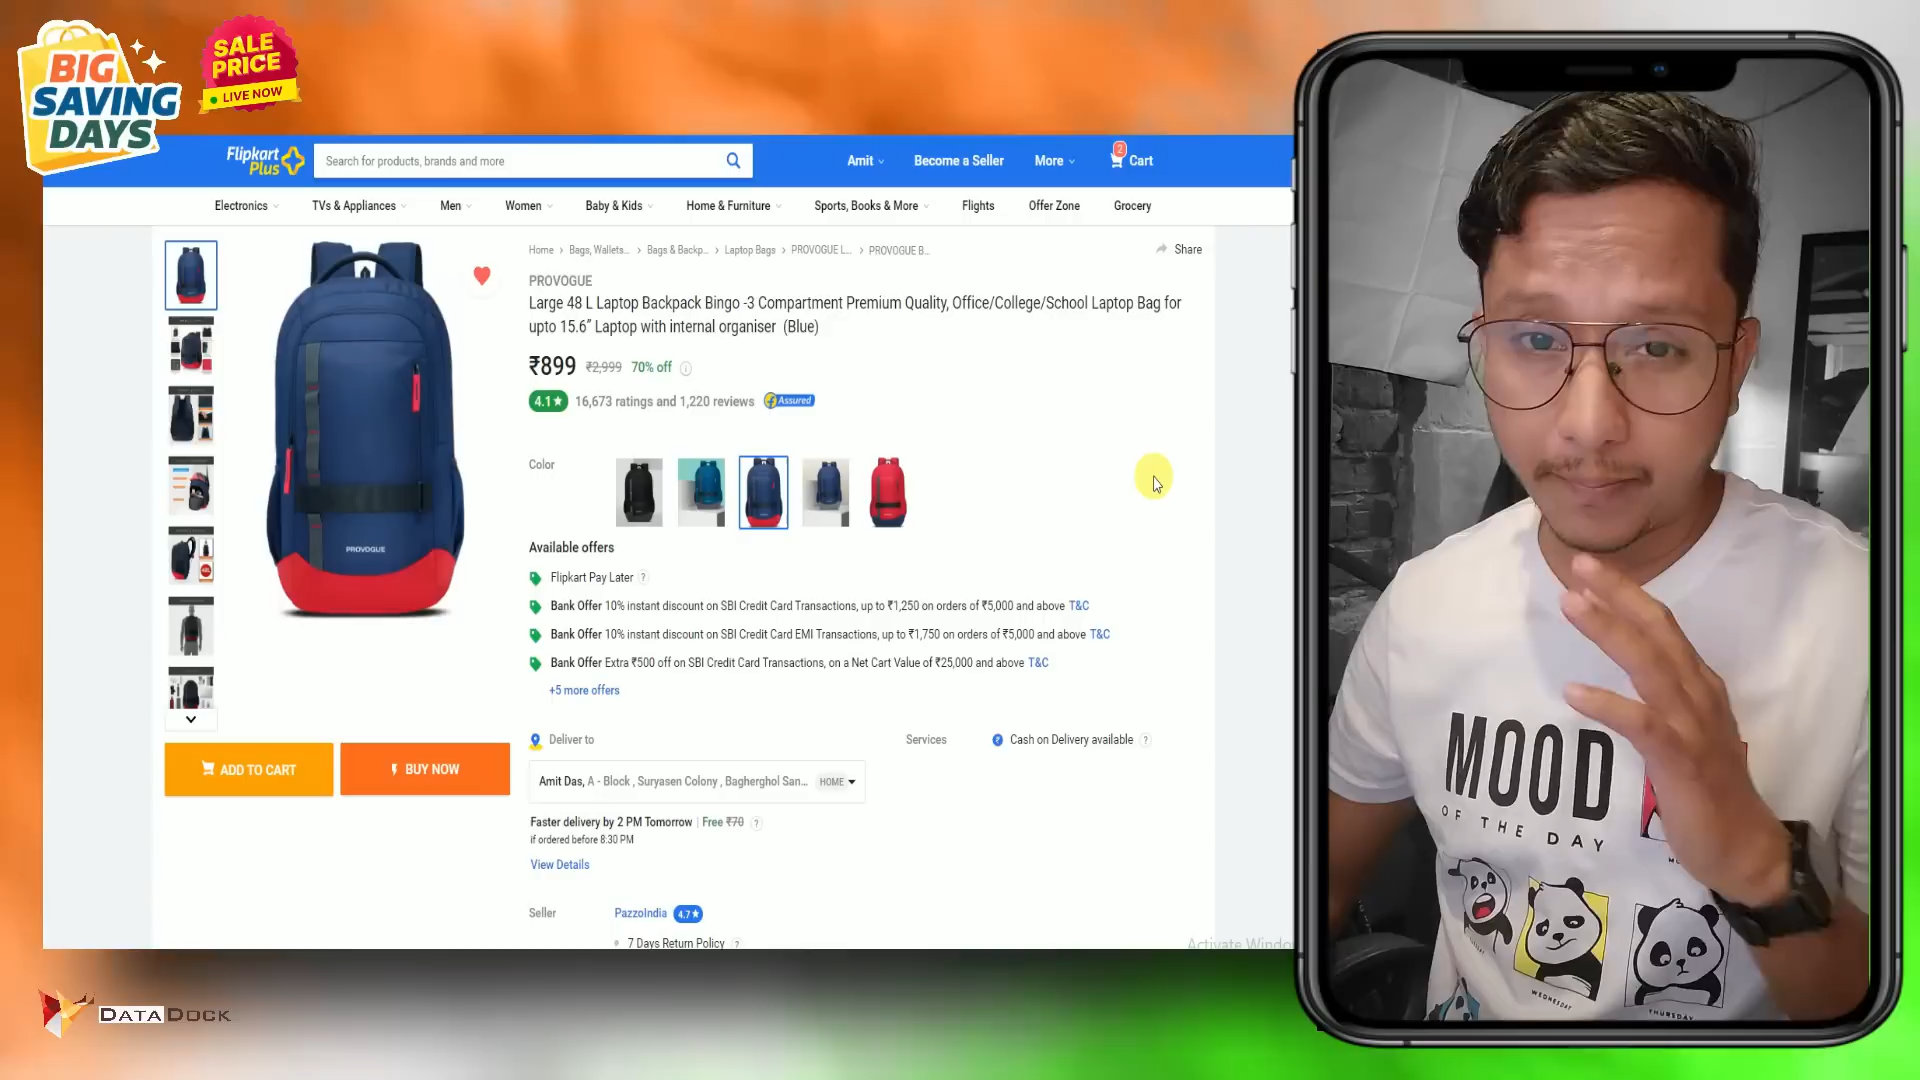 BIG
SAVING
DAYS
SALE
PRICE
LIVE NOW
Flipkart
Plus
Search for products, brands and more
Amit
Become a Seller
More
2
Cart
Electronics
TVs & Appliances
Men
Women
Baby & Kids
Home & Furniture
Sports, Books & More
Flights
Offer Zone
Grocery
Home > Bags, Wallets... > Bags & Backp... > Laptop Bags > PROVOGUE L... > PROVOGUE B...
Share
PROVOGUE
Large 48 L Laptop Backpack Bingo -3 Compartment Premium Quality, Office/College/School Laptop Bag for
upto 15.6” Laptop with internal organiser (Blue)
₹899 ₹2,999 70% off
4.1★ 16,673 ratings and 1,220 reviews Assured
Color
PROVOGUE
Available offers
Flipkart Pay Later ?
Bank Offer 10% instant discount on SBI Credit Card Transactions, up to ₹1,250 on orders of ₹5,000 and above T&C
Bank Offer 10% instant discount on SBI Credit Card EMI Transactions, up to ₹1,750 on orders of ₹5,000 and above T&C
Bank Offer Extra ₹500 off on SBI Credit Card Transactions, on a Net Cart Value of ₹25,000 and above T&C
+5 more offers
ADD TO CART
BUY NOW
Deliver to
Services
Cash on Delivery available ?
Amit Das, A - Block , Suryasen Colony , Bagherghol San... HOME
Faster delivery by 2 PM Tomorrow | Free ₹70 ?
if ordered before 8:30 PM
View Details
Seller
PazzoIndia 4.7★
7 Days Return Policy ?
DATADOCK
MOOD
OF THE DAY
WEDNESDAY
THURSDAY